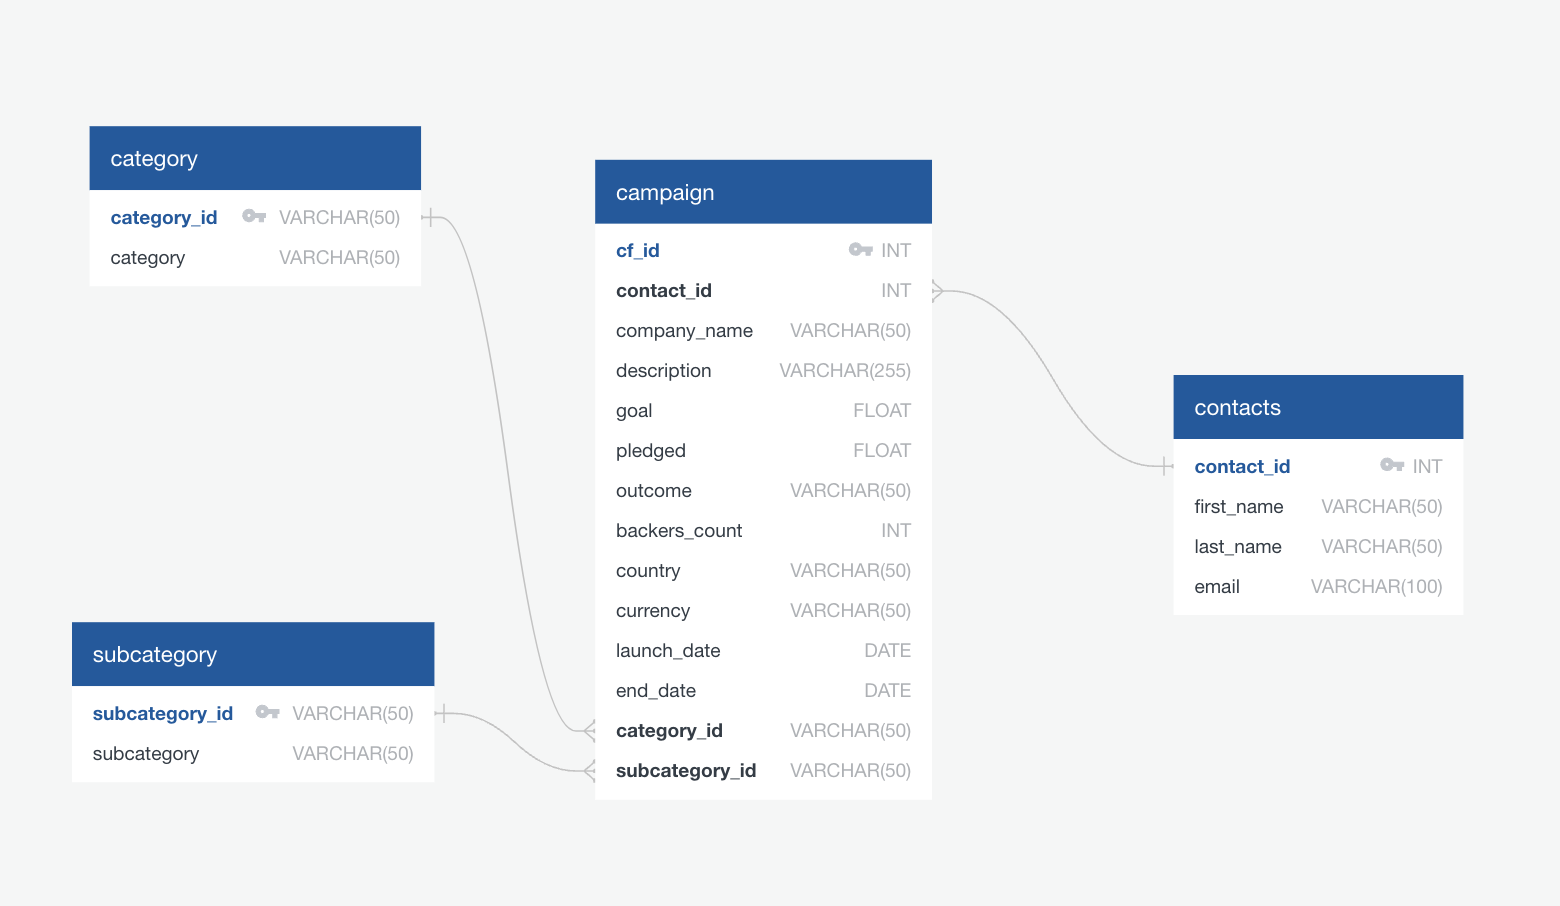 category
category_id VARCHAR(50)
category VARCHAR(50)
subcategory
subcategory_id VARCHAR(50)
subcategory VARCHAR(50)
campaign
cf_id INT
contact_id INT
company_name VARCHAR(50)
description VARCHAR(255)
goal FLOAT
pledged FLOAT
outcome VARCHAR(50)
backers_count INT
country VARCHAR(50)
currency VARCHAR(50)
launch_date DATE
end_date DATE
category_id VARCHAR(50)
subcategory_id VARCHAR(50)
contacts
contact_id INT
first_name VARCHAR(50)
last_name VARCHAR(50)
email VARCHAR(100)